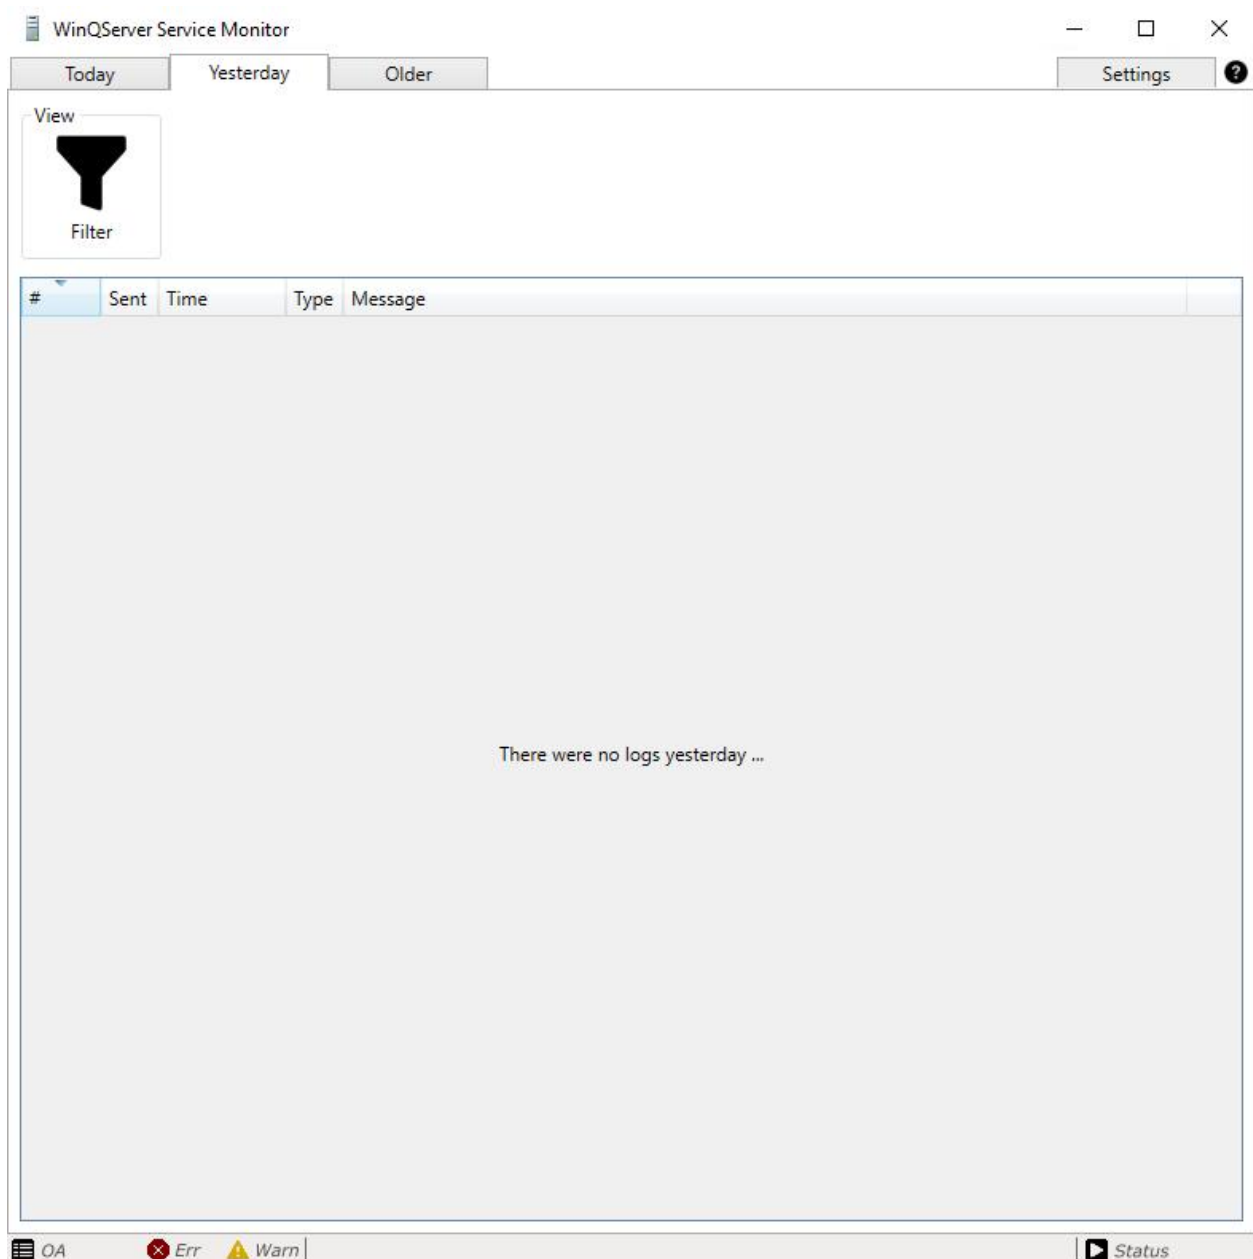 WinQServer Service Monitor
Today Yesterday Older Settings ?
View
Filter
# Sent Time Type Message
There were no logs yesterday ...
OA Err Warn Status